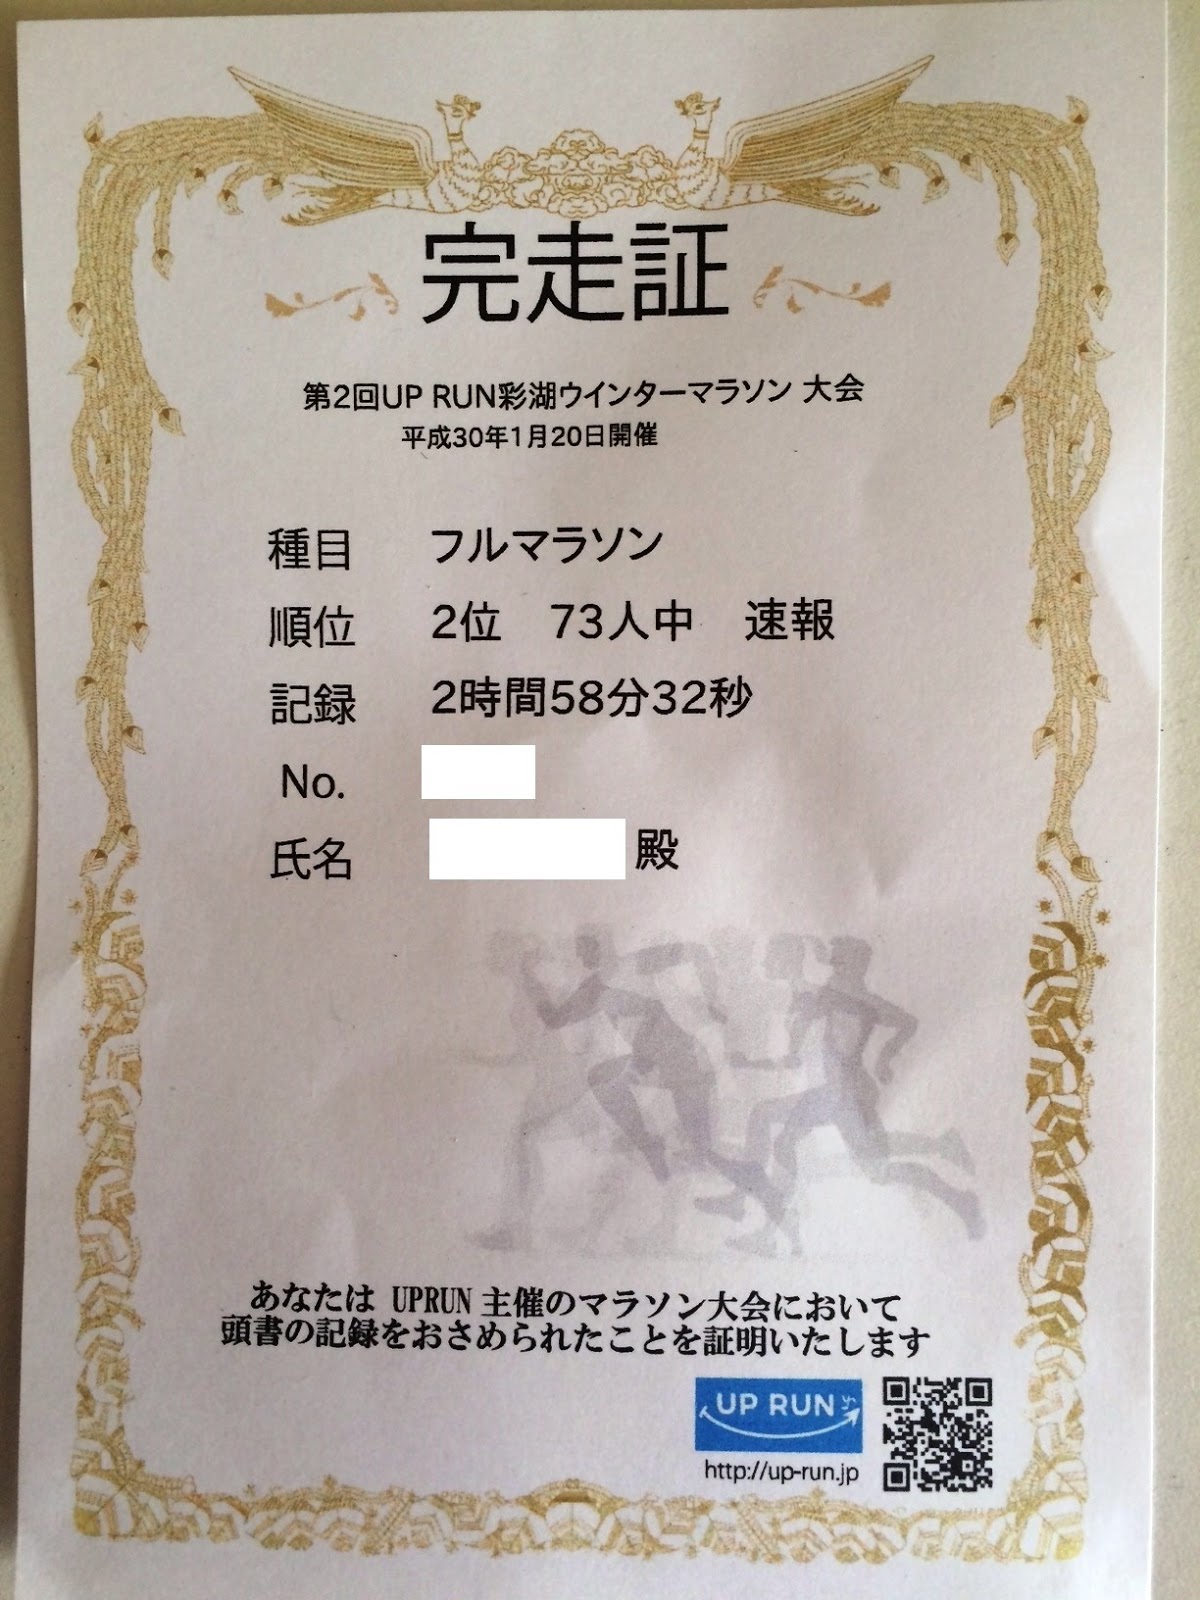 完走証
第2回UP RUN彩湖ウインターマラソン 大会
平成30年1月20日開催
種目 フルマラソン
順位 2位 73人中 速報
記録 2時間58分32秒
No.
氏名 殿
あなたは UPRUN 主催のマラソン大会において
頭書の記録をおさめられたことを証明いたします
UP RUN
http://up-run.jp